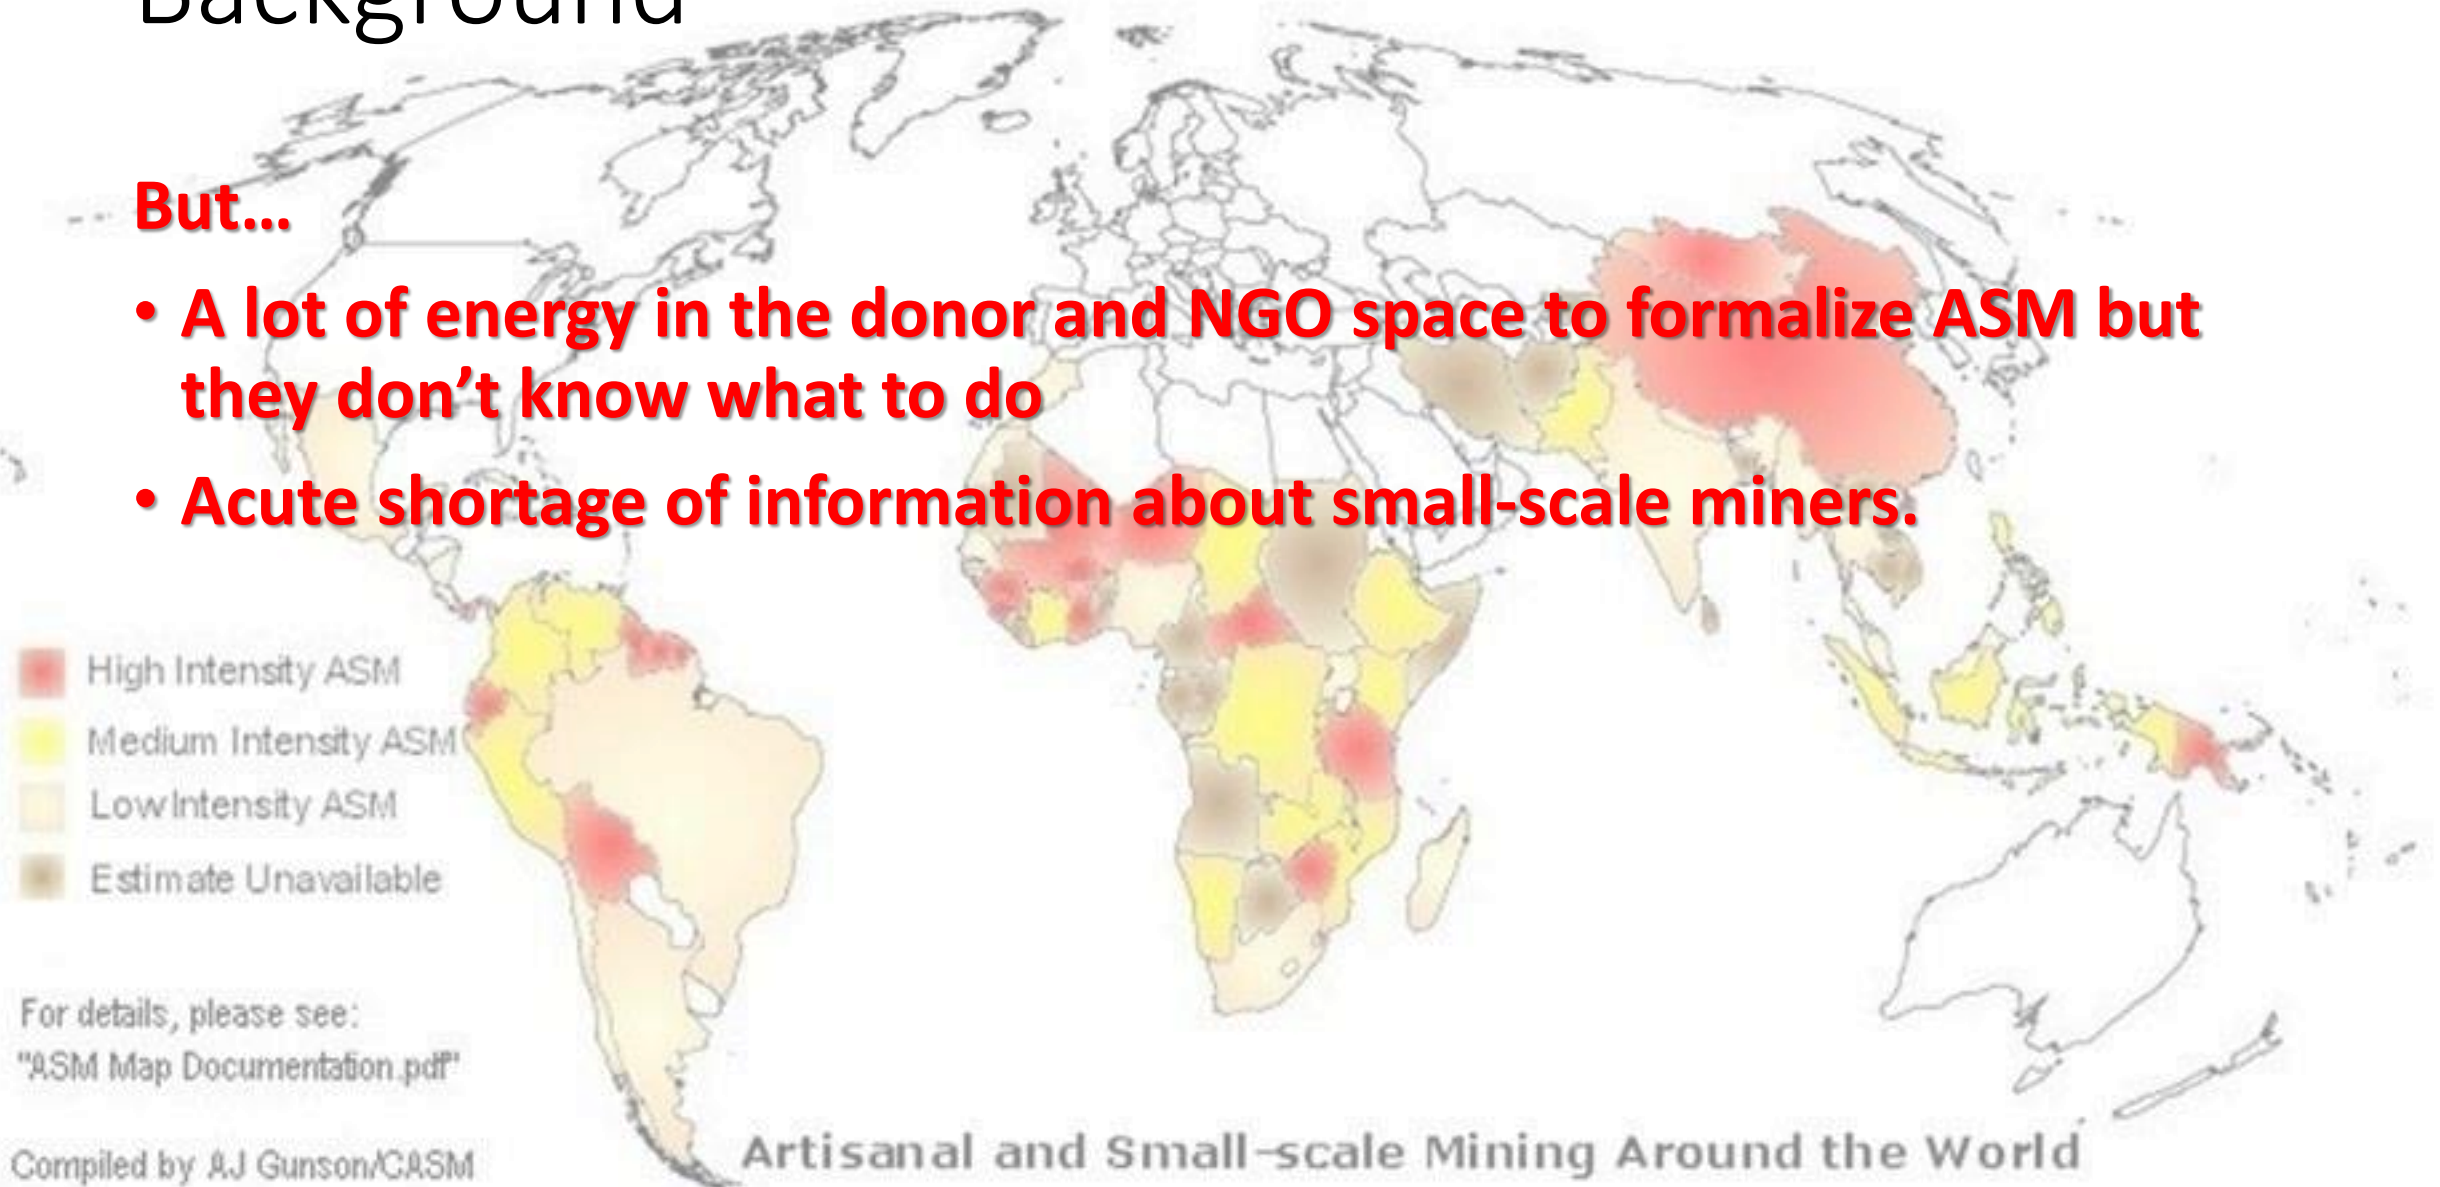 Background
But...
• A lot of energy in the donor and NGO space to formalize ASM but
they don’t know what to do
• Acute shortage of information about small-scale miners.
High Intensity ASM
Medium Intensity ASM
Low Intensity ASM
Estimate Unavailable
For details, please see:
"ASM Map Documentation.pdf"
Compiled by AJ Gunson/CASM
Artisanal and Small-scale Mining Around the World